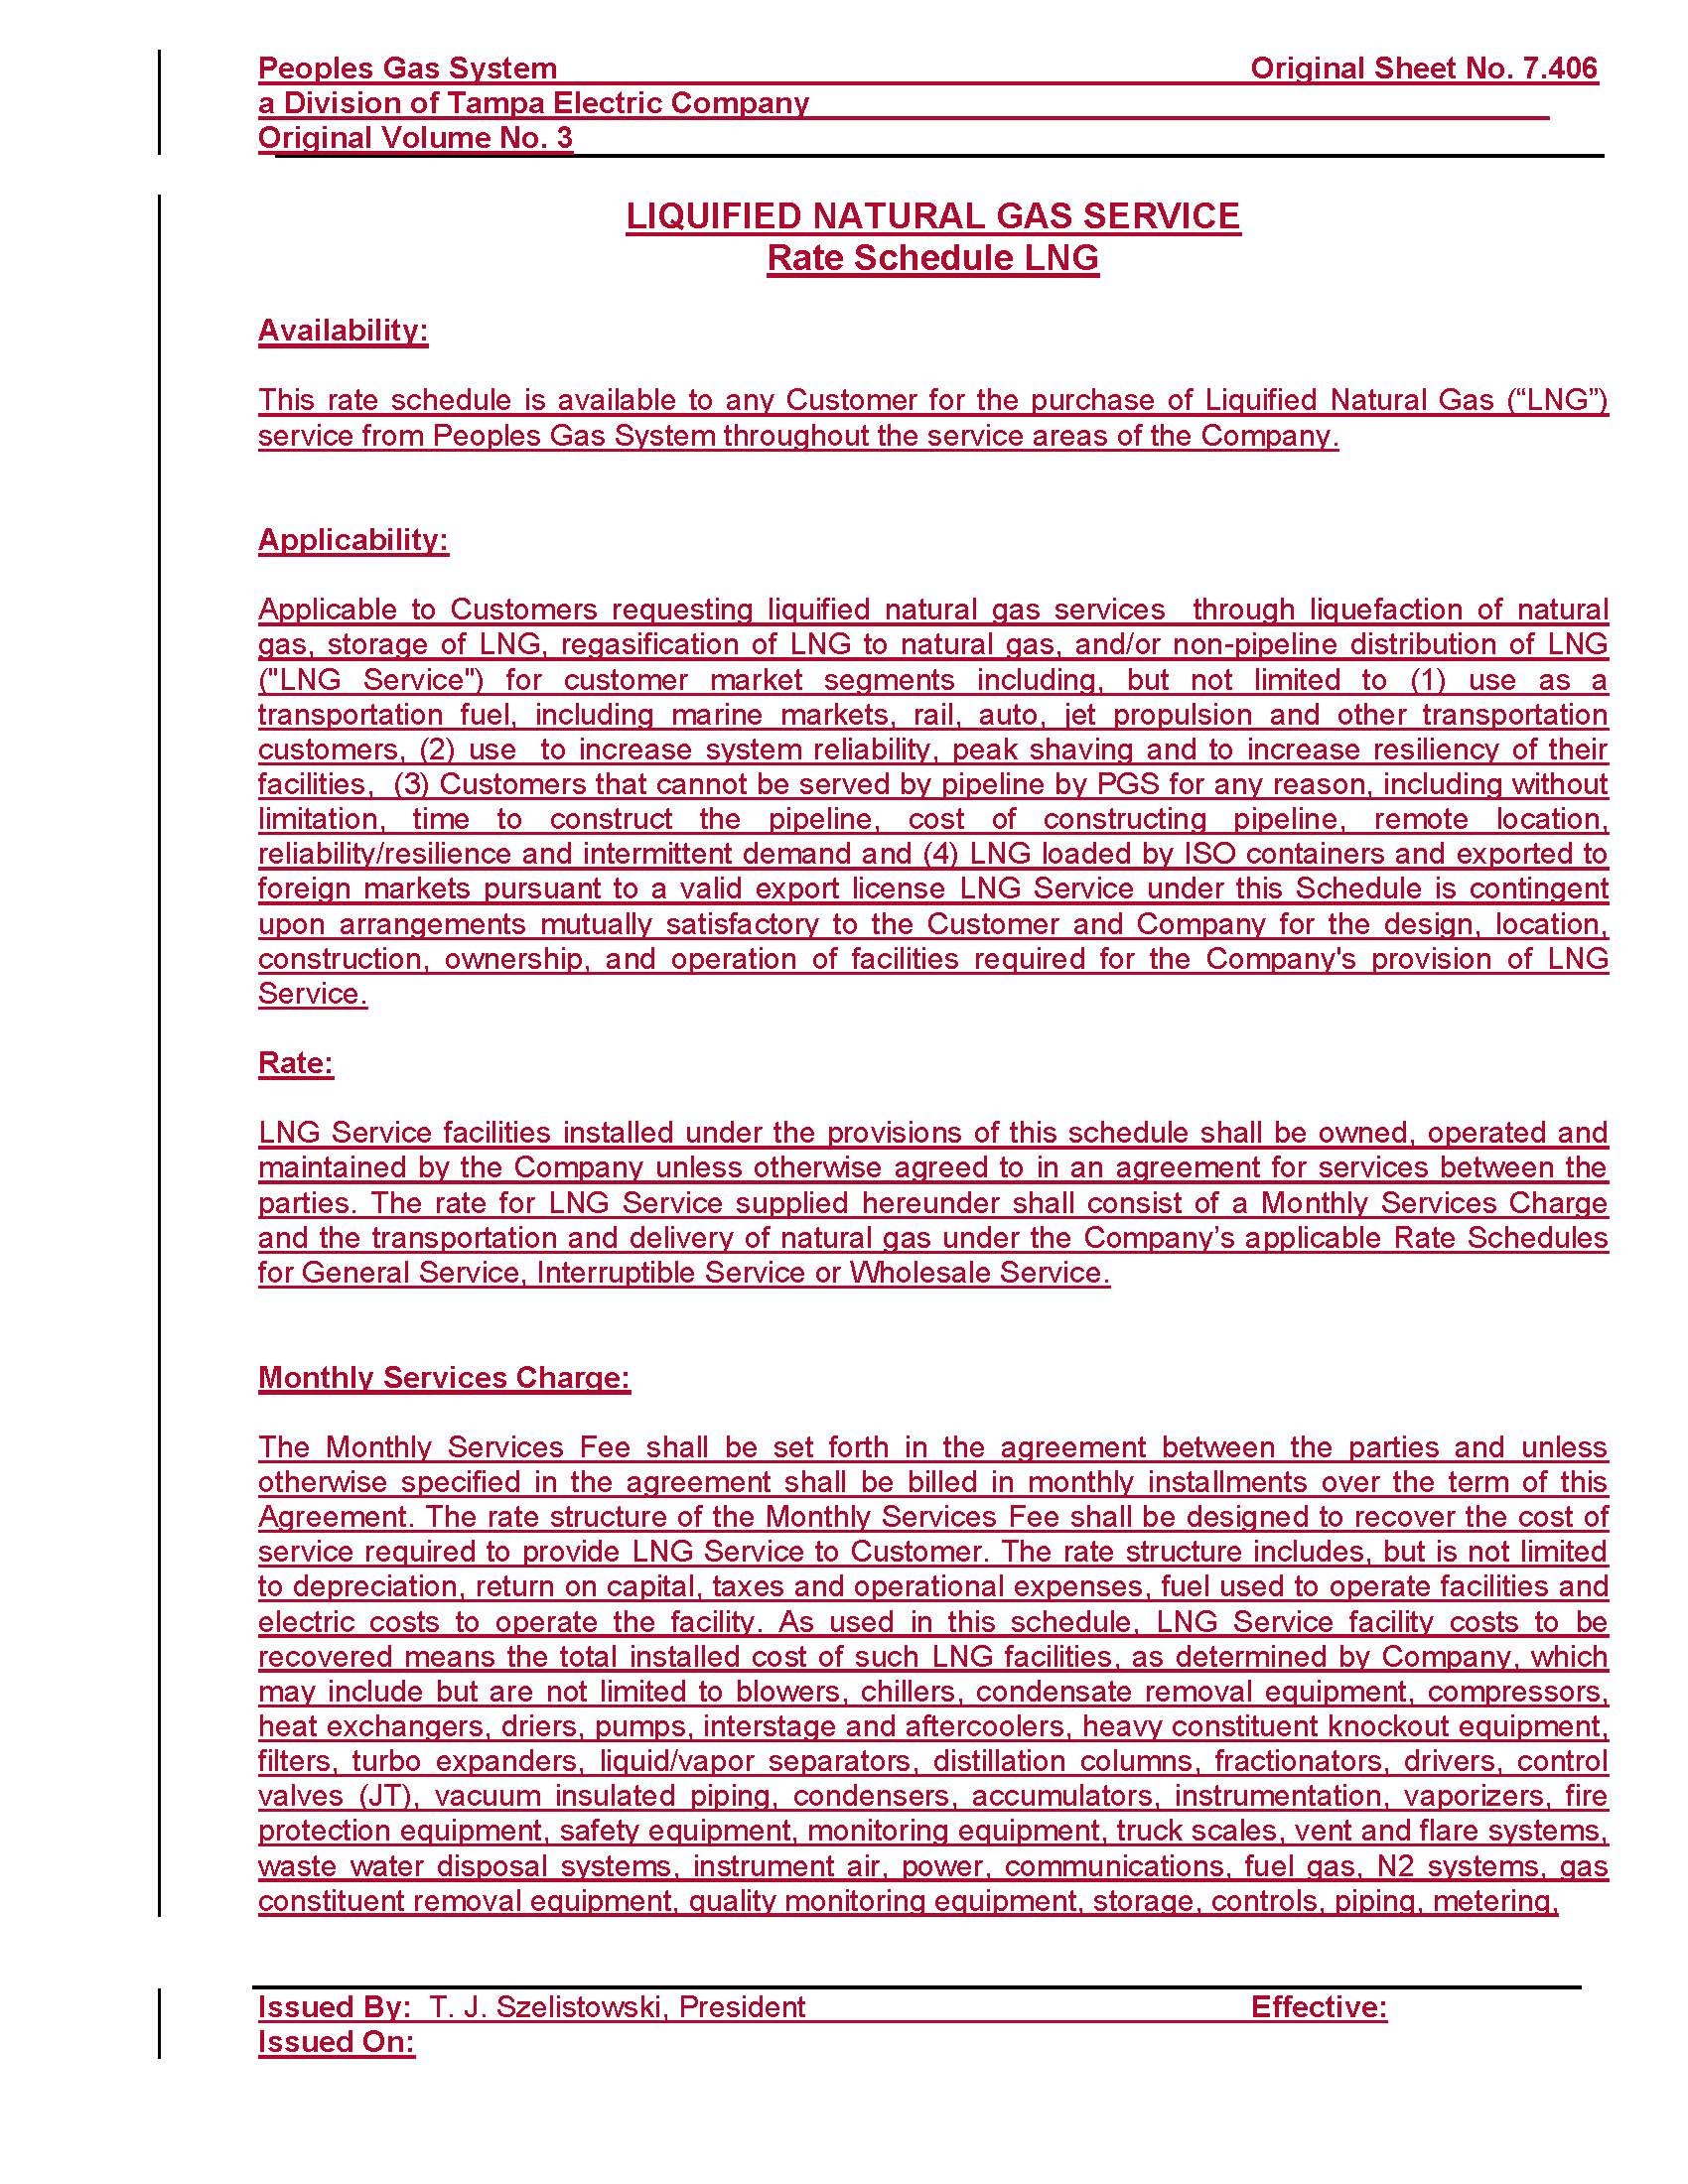 Peoples Gas System Original Sheet No. 7.406
a Division of Tampa Electric Company
Original Volume No. 3
LIQUIFIED NATURAL GAS SERVICE
Rate Schedule LNG
Availability:
This rate schedule is available to any Customer for the purchase of Liquified Natural Gas (“LNG”)
service from Peoples Gas System throughout the service areas of the Company.
Applicability:
Applicable to Customers requesting liquified natural gas services through liquefaction of natural
gas, storage of LNG, regasification of LNG to natural gas, and/or non-pipeline distribution of LNG
("LNG Service") for customer market segments including, but not limited to (1) use as a
transportation fuel, including marine markets, rail, auto, jet propulsion and other transportation
customers, (2) use to increase system reliability, peak shaving and to increase resiliency of their
facilities, (3) Customers that cannot be served by pipeline by PGS for any reason, including without
limitation, time to construct the pipeline, cost of constructing pipeline, remote location,
reliability/resilience and intermittent demand and (4) LNG loaded by ISO containers and exported to
foreign markets pursuant to a valid export license LNG Service under this Schedule is contingent
upon arrangements mutually satisfactory to the Customer and Company for the design, location,
construction, ownership, and operation of facilities required for the Company's provision of LNG
Service.
Rate:
LNG Service facilities installed under the provisions of this schedule shall be owned, operated and
maintained by the Company unless otherwise agreed to in an agreement for services between the
parties. The rate for LNG Service supplied hereunder shall consist of a Monthly Services Charge
and the transportation and delivery of natural gas under the Company’s applicable Rate Schedules
for General Service, Interruptible Service or Wholesale Service.
Monthly Services Charge:
The Monthly Services Fee shall be set forth in the agreement between the parties and unless
otherwise specified in the agreement shall be billed in monthly installments over the term of this
Agreement. The rate structure of the Monthly Services Fee shall be designed to recover the cost of
service required to provide LNG Service to Customer. The rate structure includes, but is not limited
to depreciation, return on capital, taxes and operational expenses, fuel used to operate facilities and
electric costs to operate the facility. As used in this schedule, LNG Service facility costs to be
recovered means the total installed cost of such LNG facilities, as determined by Company, which
may include but are not limited to blowers, chillers, condensate removal equipment, compressors,
heat exchangers, driers, pumps, interstage and aftercoolers, heavy constituent knockout equipment,
filters, turbo expanders, liquid/vapor separators, distillation columns, fractionators, drivers, control
valves (JT), vacuum insulated piping, condensers, accumulators, instrumentation, vaporizers, fire
protection equipment, safety equipment, monitoring equipment, truck scales, vent and flare systems,
waste water disposal systems, instrument air, power, communications, fuel gas, N2 systems, gas
constituent removal equipment, quality monitoring equipment, storage, controls, piping, metering,
Issued By: T. J. Szelistowski, President Effective:
Issued On: